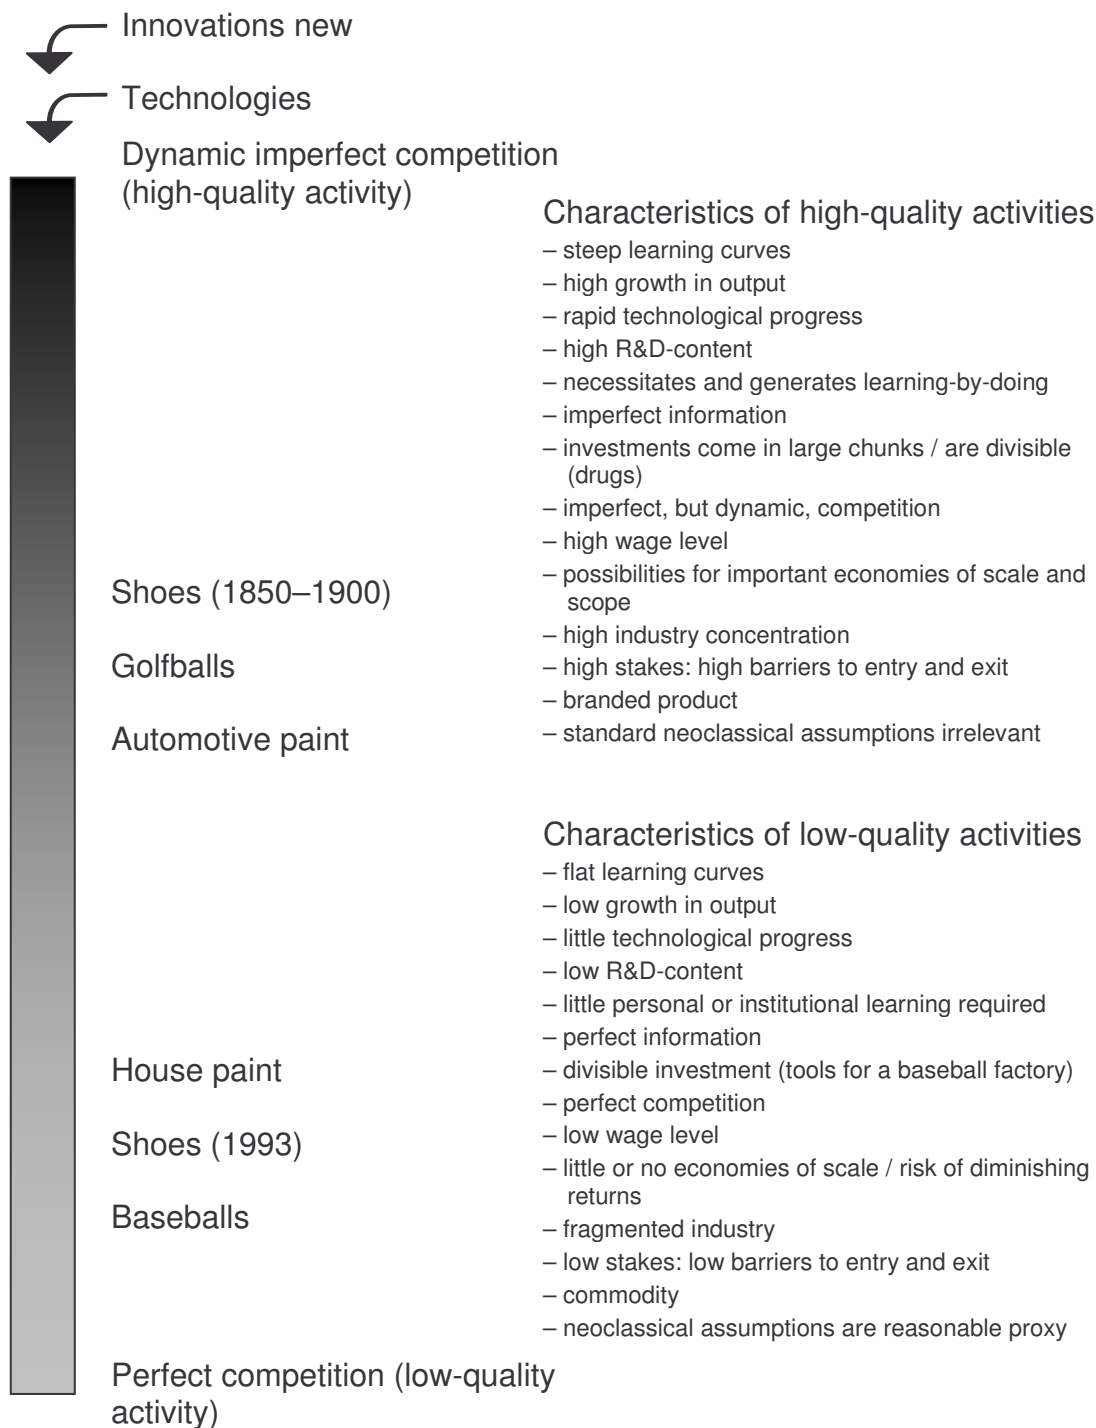 Innovations new
Technologies
Dynamic imperfect competition
(high-quality activity)
Characteristics of high-quality activities
– steep learning curves
– high growth in output
– rapid technological progress
– high R&D-content
– necessitates and generates learning-by-doing
– imperfect information
– investments come in large chunks / are divisible
(drugs)
– imperfect, but dynamic, competition
– high wage level
– possibilities for important economies of scale and
scope
– high industry concentration
– high stakes: high barriers to entry and exit
– branded product
– standard neoclassical assumptions irrelevant
Shoes (1850–1900)
Golfballs
Automotive paint
Characteristics of low-quality activities
– flat learning curves
– low growth in output
– little technological progress
– low R&D-content
– little personal or institutional learning required
– perfect information
– divisible investment (tools for a baseball factory)
– perfect competition
– low wage level
– little or no economies of scale / risk of diminishing
returns
– fragmented industry
– low stakes: low barriers to entry and exit
– commodity
– neoclassical assumptions are reasonable proxy
House paint
Shoes (1993)
Baseballs
Perfect competition (low-quality
activity)